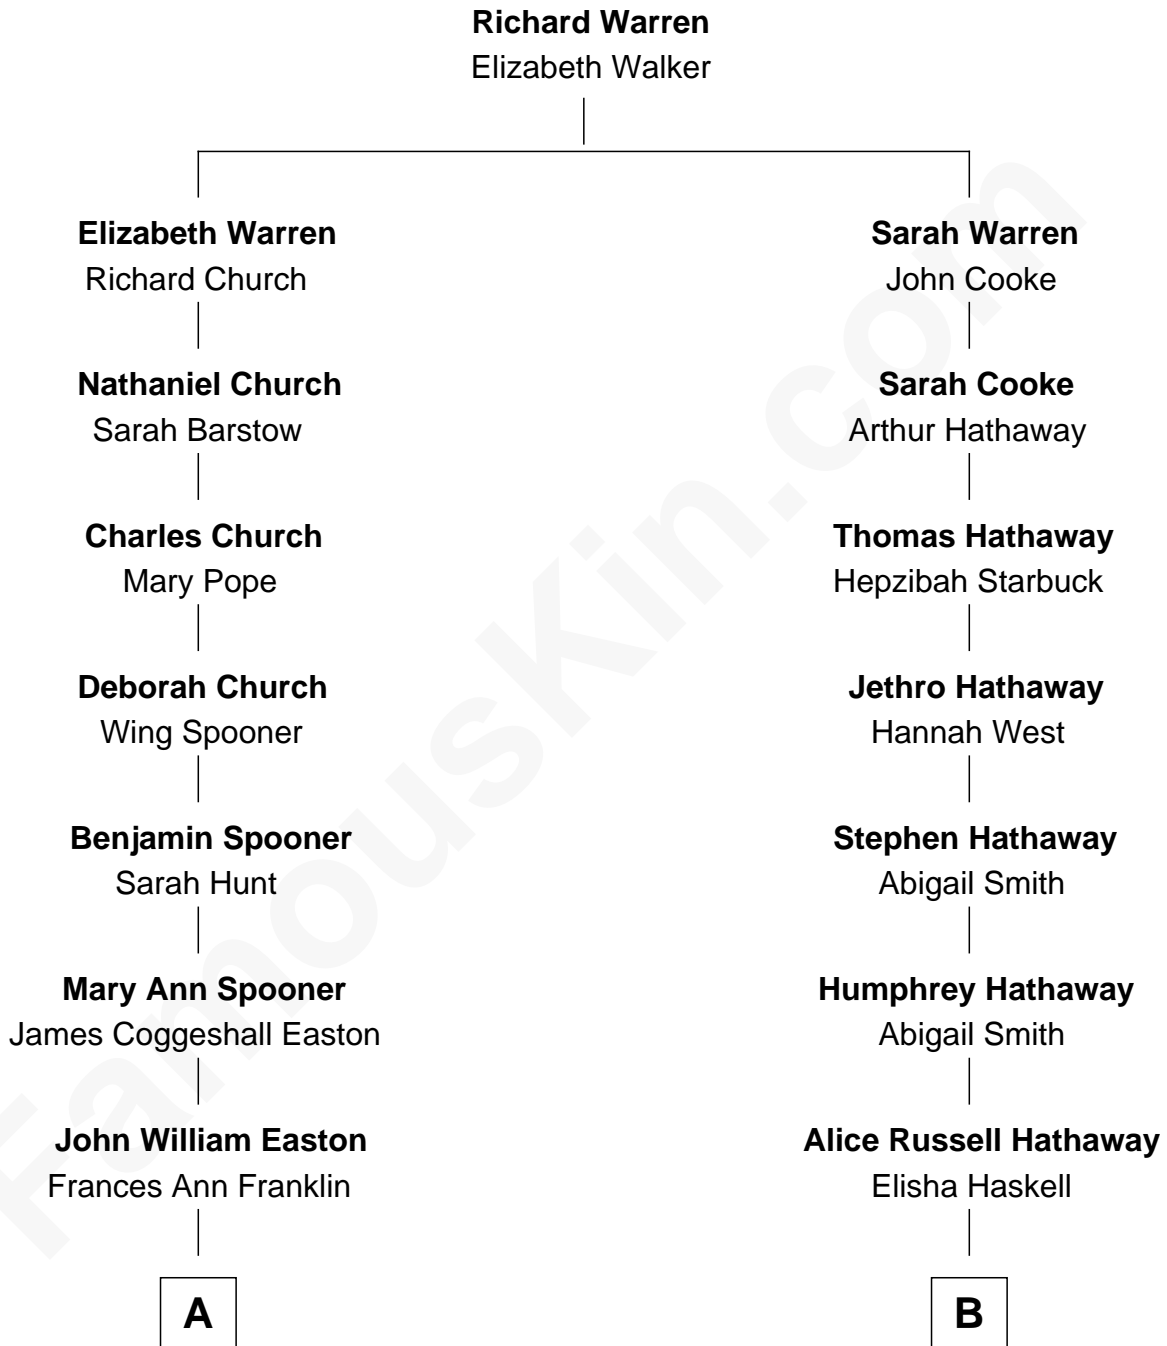 Richard Warren
Elizabeth Walker
Elizabeth Warren
Richard Church
Nathaniel Church
Sarah Barstow
Charles Church
Mary Pope
Deborah Church
Wing Spooner
Benjamin Spooner
Sarah Hunt
Mary Ann Spooner
James Coggeshall Easton
John William Easton
Frances Ann Franklin
A
Sarah Warren
John Cooke
Sarah Cooke
Arthur Hathaway
Thomas Hathaway
Hepzibah Starbuck
Jethro Hathaway
Hannah West
Stephen Hathaway
Abigail Smith
Humphrey Hathaway
Abigail Smith
Alice Russell Hathaway
Elisha Haskell
B
FamousKin.com